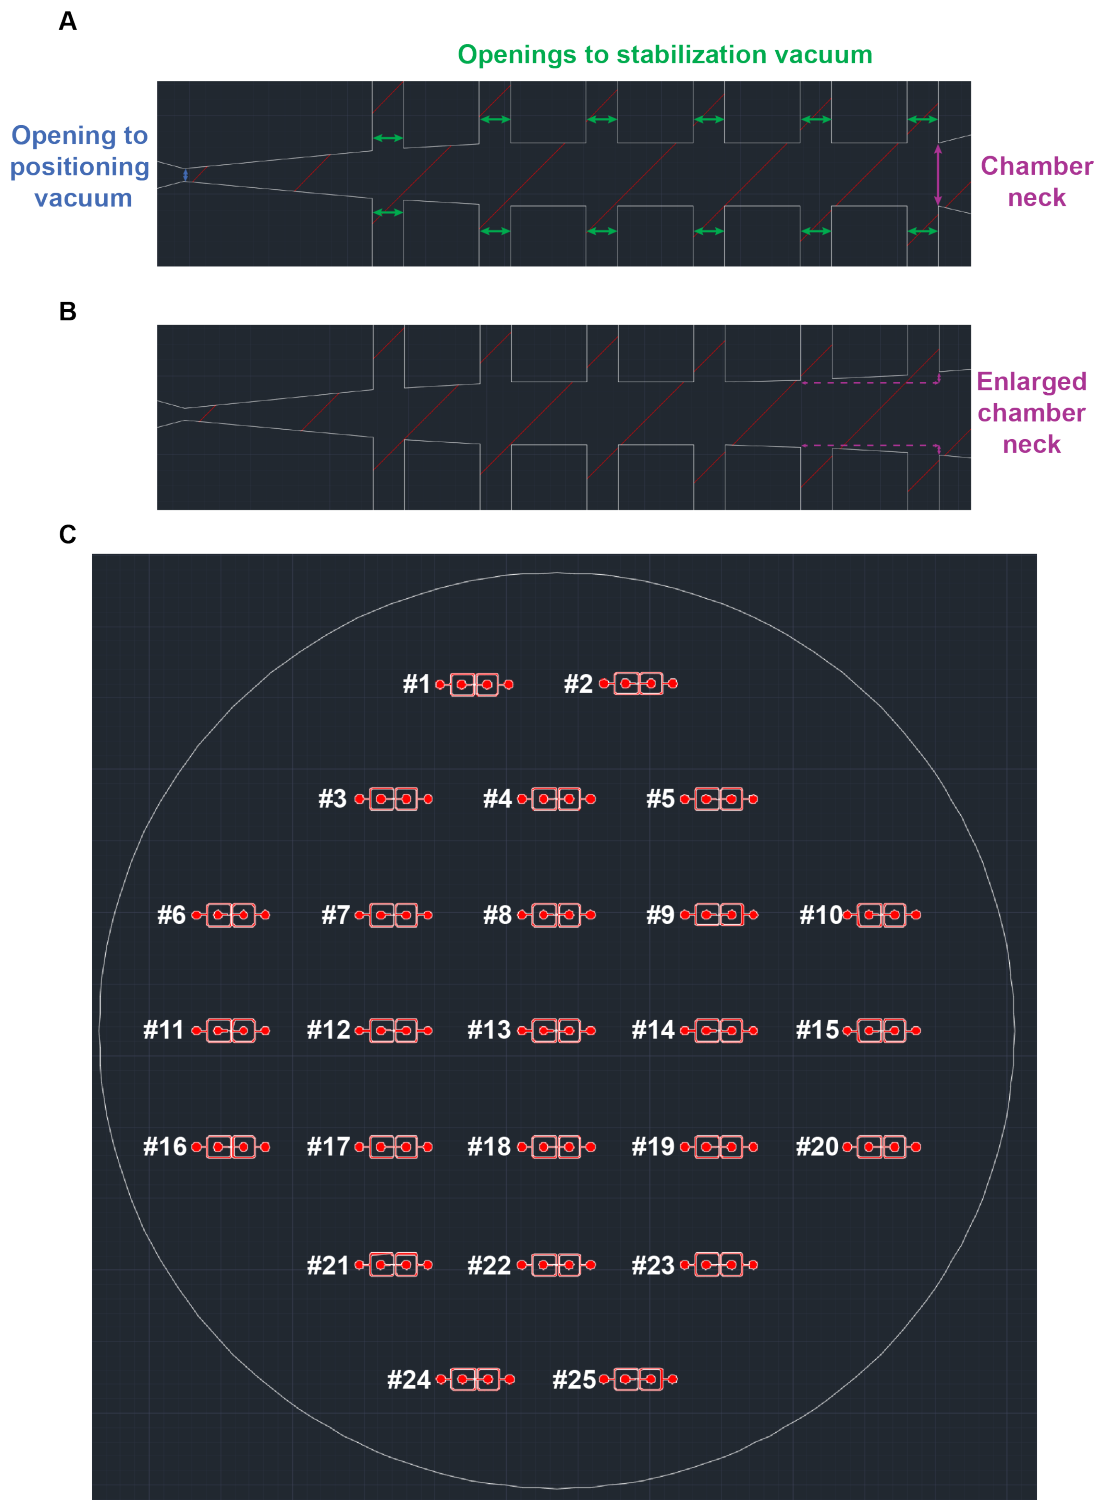 A
Openings to stabilization vacuum
Opening to
positioning
vacuum
Chamber
neck
B
Enlarged
chamber
neck
C
#1 #2
#3 #4 #5
#6 #7 #8 #9 #10
#11 #12 #13 #14 #15
#16 #17 #18 #19 #20
#21 #22 #23
#24 #25